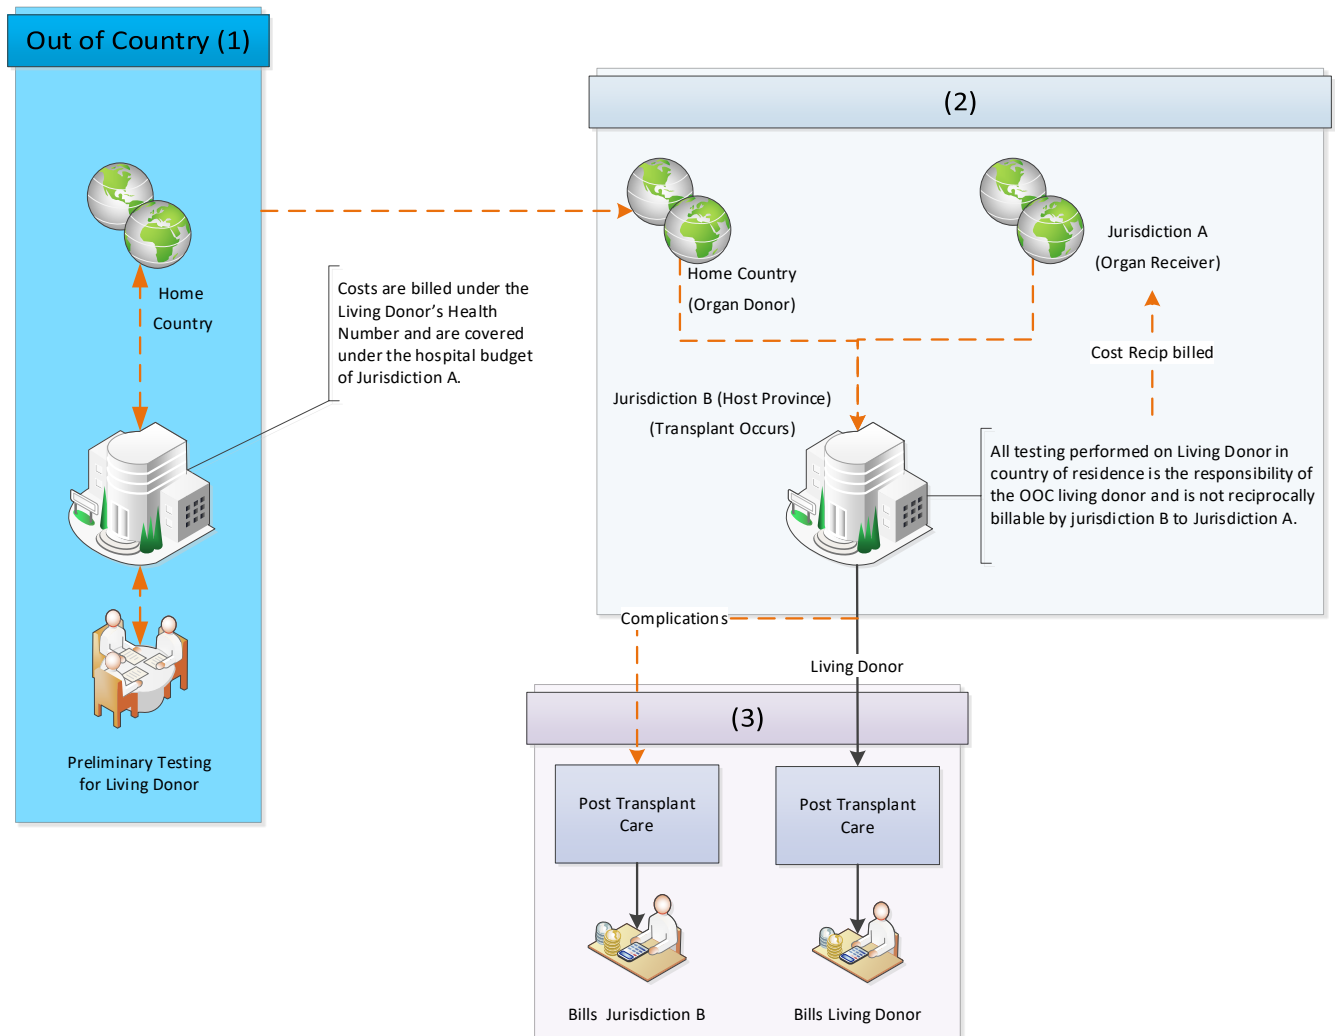 Out of Country (1)
Home
Country
Costs are billed under the
Living Donor's Health
Number and are covered
under the hospital budget
of Jurisdiction A.
Preliminary Testing
for Living Donor
(2)
Home Country
(Organ Donor)
Jurisdiction A
(Organ Receiver)
Cost Recip billed
Jurisdiction B (Host Province)
(Transplant Occurs)
All testing performed on Living Donor in
country of residence is the responsibility of
the OOC living donor and is not reciprocally
billable by jurisdiction B to Jurisdiction A.
Complications
Living Donor
(3)
Post Transplant
Care
Post Transplant
Care
Bills Jurisdiction B
Bills Living Donor